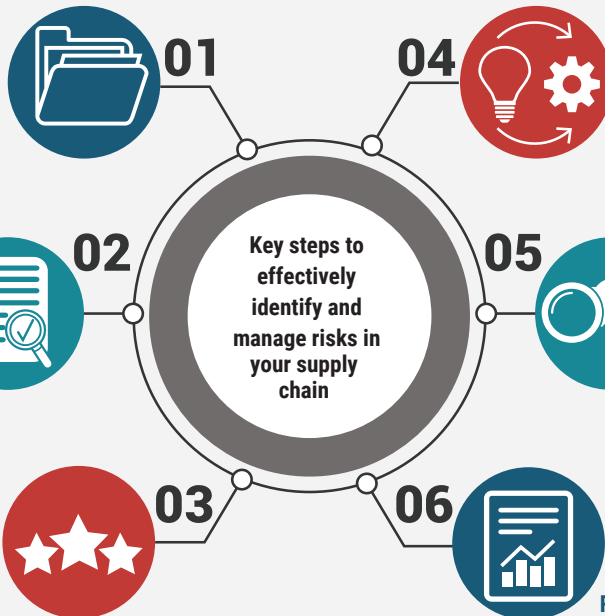 01
04
02
Key steps to
effectively
identify and
manage risks in
your supply
chain
05
03
06